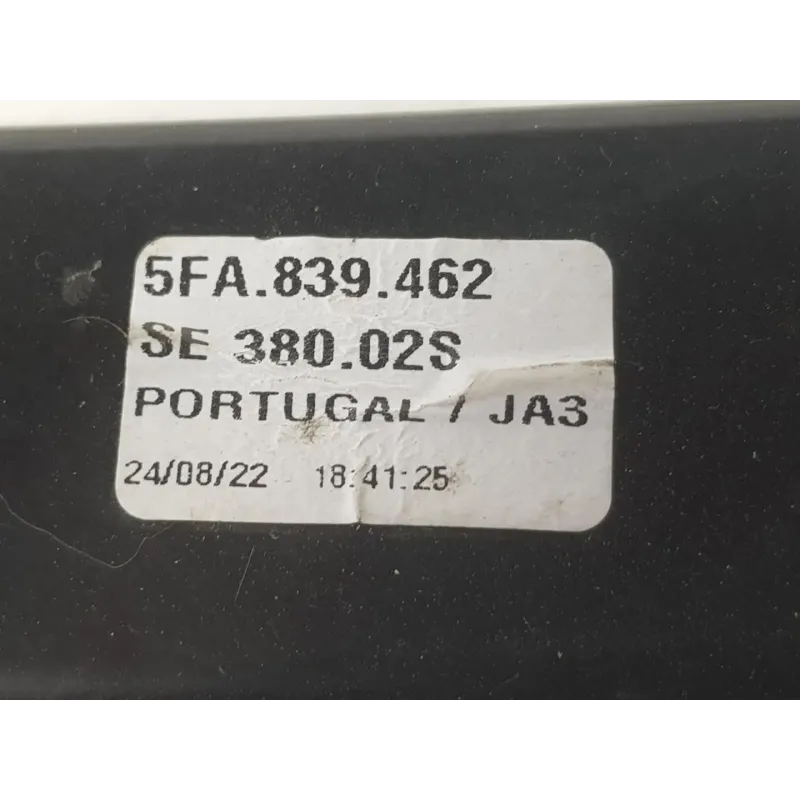 5FA.839.462
SE 380.02S
PORTUGAL / JA3
24/08/22 18:41:25